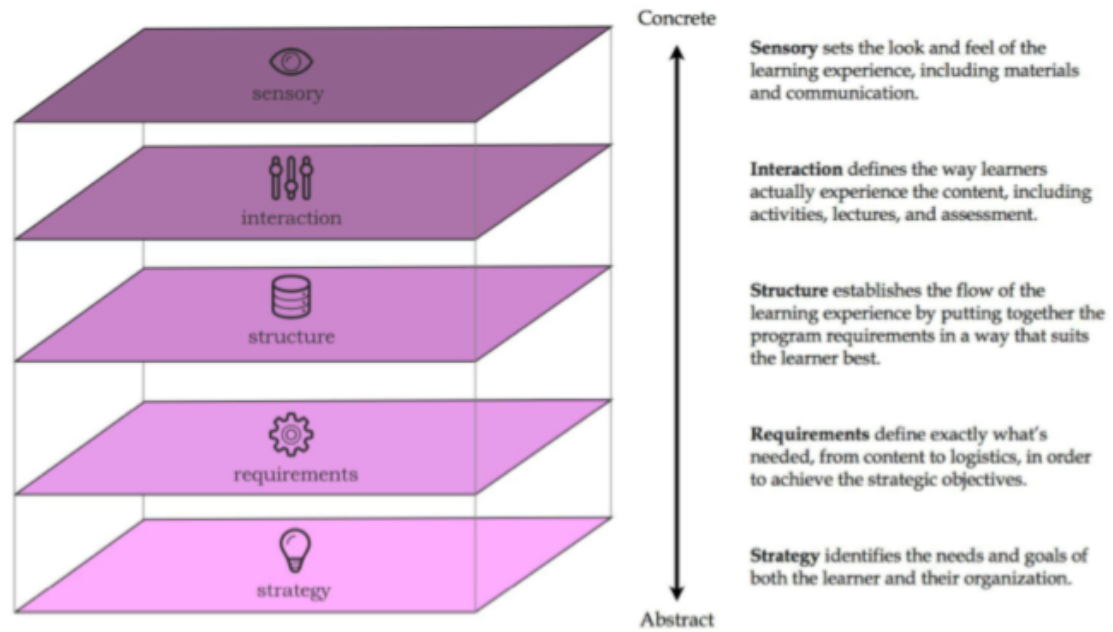 Concrete
sensory
Sensory sets the look and feel of the
learning experience, including materials
and communication.
interaction
Interaction defines the way learners
actually experience the content, including
activities, lectures, and assessment.
structure
Structure establishes the flow of the
learning experience by putting together the
program requirements in a way that suits
the learner best.
requirements
Requirements define exactly what's
needed, from content to logistics, in order
to achieve the strategic objectives.
strategy
Strategy identifies the needs and goals of
both the learner and their organization.
Abstract